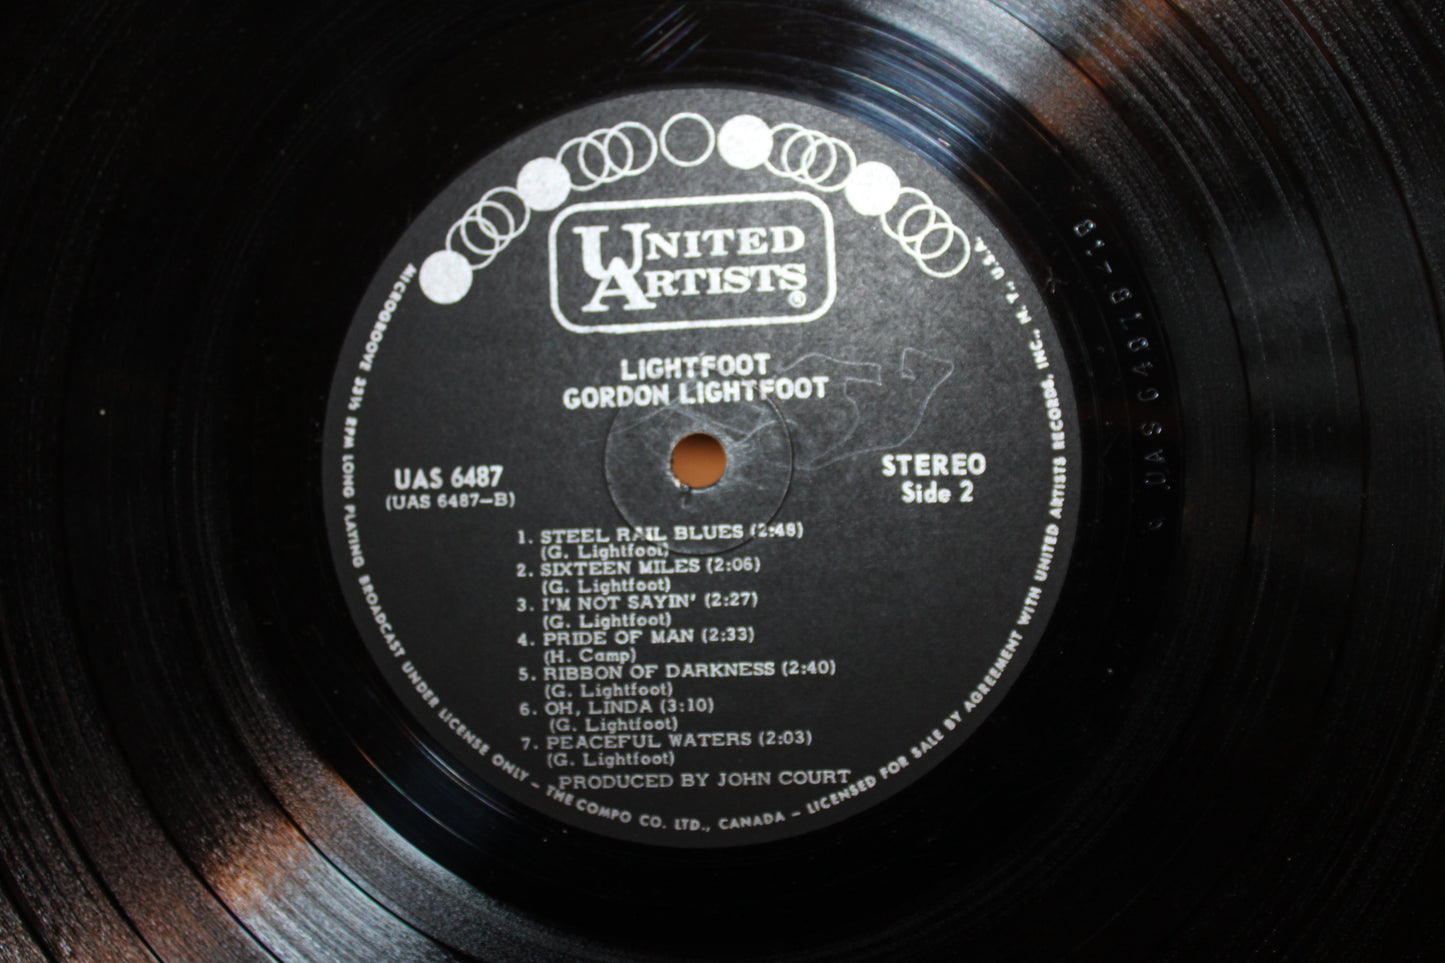 UNITED
ARTISTS
®
LIGHTFOOT
GORDON LIGHTFOOT
UAS 6487
(UAS 6487–B)
STEREO
Side 2
1. STEEL RAIL BLUES (2:48)
(G. Lightfoot)
2. SIXTEEN MILES (2:06)
(G. Lightfoot)
3. I'M NOT SAYIN' (2:27)
(G. Lightfoot)
4. PRIDE OF MAN (2:33)
(H. Camp)
5. RIBBON OF DARKNESS (2:40)
(G. Lightfoot)
6. OH, LINDA (3:10)
(G. Lightfoot)
7. PEACEFUL WATERS (2:03)
(G. Lightfoot)
PRODUCED BY JOHN COURT
MICROGROOVE 33⅓ RPM LONG PLAYING BROADCAST UNDER LICENSE ONLY – THE COMPO CO. LTD., CANADA – LICENSED FOR SALE BY AGREEMENT WITH UNITED ARTISTS RECORDS, INC., N. Y., U.S.A.